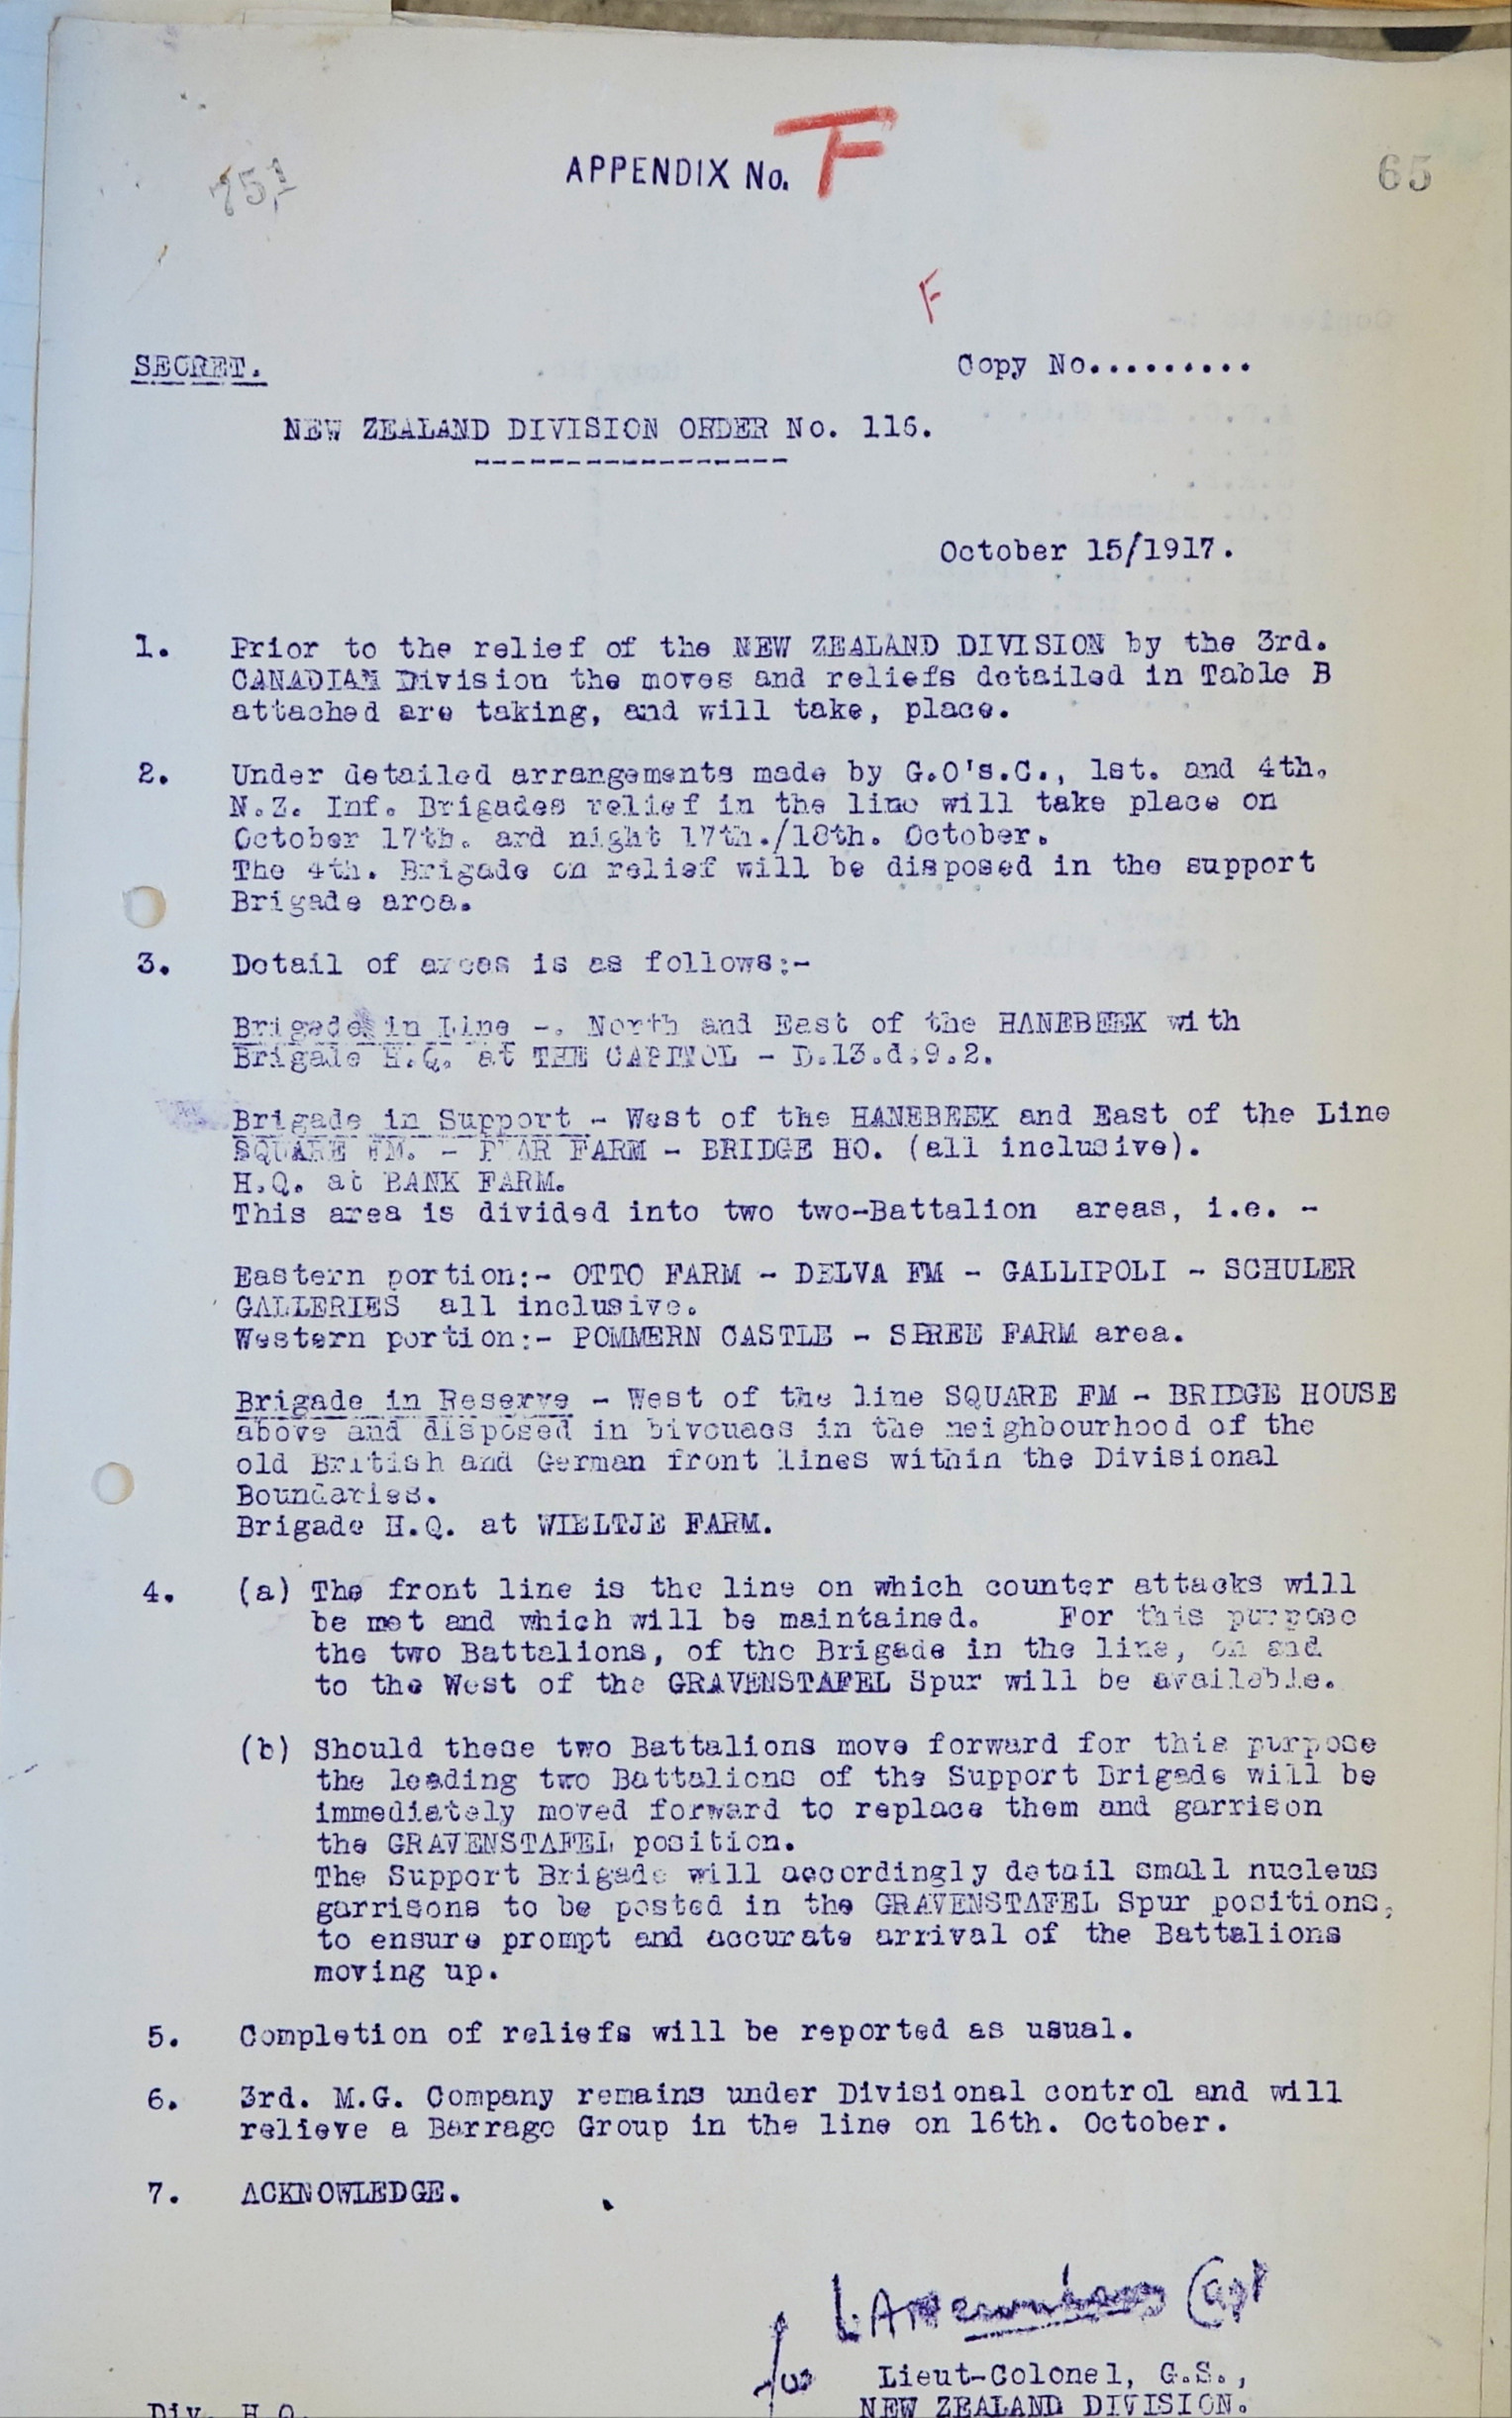 APPENDIX No. F
65
751
F
SECRET.
Copy No..........
NEW ZEALAND DIVISION ORDER No. 116.
-----------------
October 15/1917.
1. Prior to the relief of the NEW ZEALAND DIVISION by the 3rd.
CANADIAN Division the moves and reliefs detailed in Table B
attached are taking, and will take, place.
2. Under detailed arrangements made by G.O's.C., 1st. and 4th.
N.Z. Inf. Brigades relief in the line will take place on
October 17th. and night 17th./18th. October.
The 4th. Brigade on relief will be disposed in the support
Brigade area.
3. Detail of areas is as follows:-
Brigade in Line -. North and East of the HANEBEEK with
Brigade H.Q. at THE CAPITOL - D.13.d.9.2.
Brigade in Support - West of the HANEBEEK and East of the Line
SQUARE FM. - PEAR FARM - BRIDGE HO. (all inclusive).
H.Q. at BANK FARM.
This area is divided into two two-Battalion areas, i.e. -
Eastern portion:- OTTO FARM - DELVA FM - GALLIPOLI - SCHULER
GALLERIES all inclusive.
Western portion:- POMMERN CASTLE - SPREE FARM area.
Brigade in Reserve - West of the line SQUARE FM - BRIDGE HOUSE
above and disposed in bivouacs in the neighbourhood of the
old British and German front lines within the Divisional
Boundaries.
Brigade H.Q. at WIELTJE FARM.
4. (a) The front line is the line on which counter attacks will
be met and which will be maintained. For this purpose
the two Battalions, of the Brigade in the line, on and
to the West of the GRAVENSTAFEL Spur will be available.
(b) Should these two Battalions move forward for this purpose
the leading two Battalions of the Support Brigade will be
immediately moved forward to replace them and garrison
the GRAVENSTAFEL position.
The Support Brigade will accordingly detail small nucleus
garrisons to be posted in the GRAVENSTAFEL Spur positions,
to ensure prompt and accurate arrival of the Battalions
moving up.
5. Completion of reliefs will be reported as usual.
6. 3rd. M.G. Company remains under Divisional control and will
relieve a Barrage Group in the line on 16th. October.
7. ACKNOWLEDGE.
Capt
for Lieut-Colonel, G.S.,
NEW ZEALAND DIVISION.
Div. H.Q.